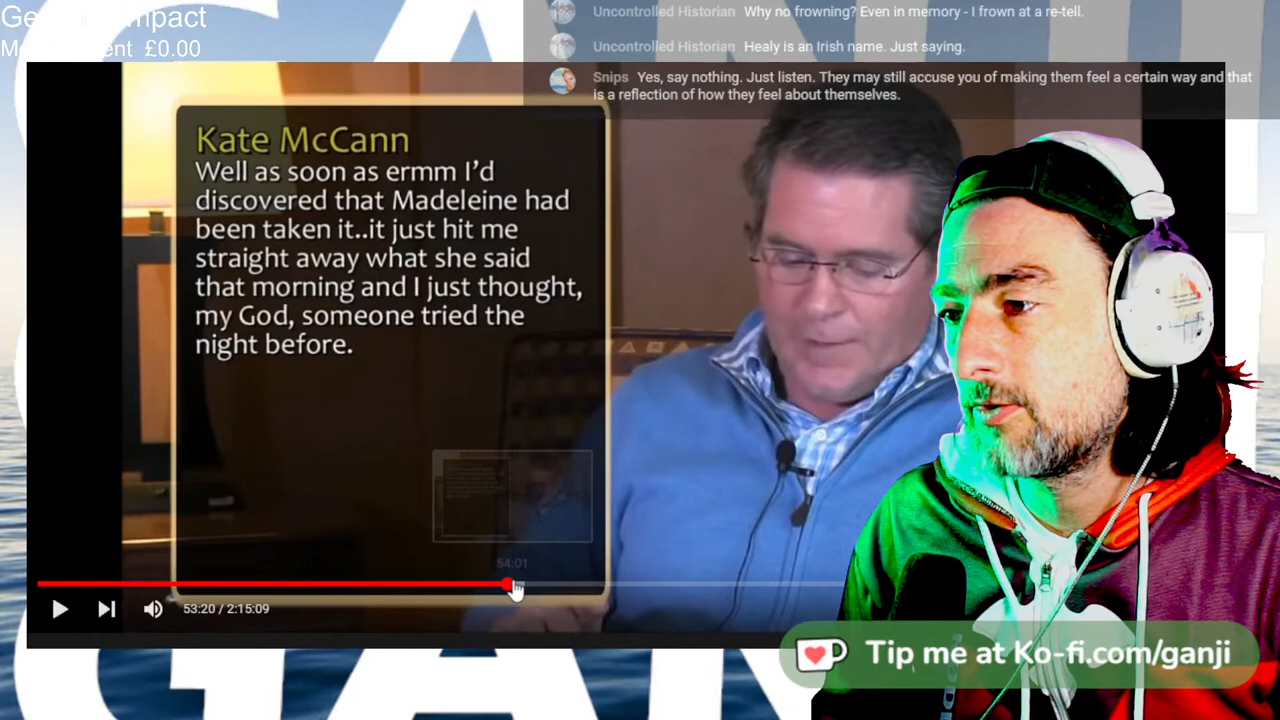 £0.00
Uncontrolled Historian Why no frowning? Even in memory - I frown at a re-tell.
Uncontrolled Historian Healy is an Irish name. Just saying.
Snips Yes, say nothing. Just listen. They may still accuse you of making them feel a certain way and that
is a reflection of how they feel about themselves.
Kate McCann
Well as soon as ermm I'd
discovered that Madeleine had
been taken it..it just hit me
straight away what she said
that morning and I just thought,
my God, someone tried the
night before.
54:01
53:20 / 2:15:09
Tip me at Ko-fi.com/ganji